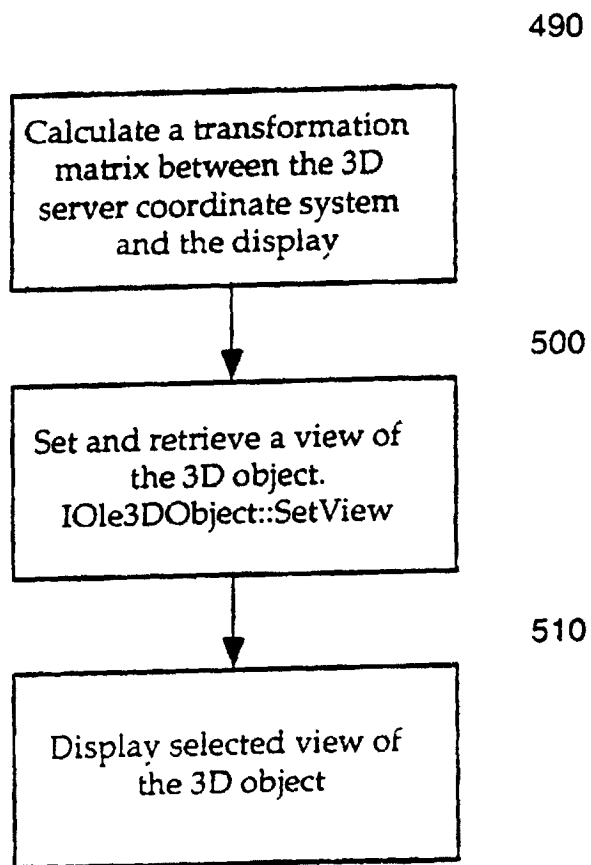 490
Calculate a transformation
matrix between the 3D
server coordinate system
and the display
500
Set and retrieve a view of
the 3D object.
IOle3DObject::SetView
510
Display selected view of
the 3D object